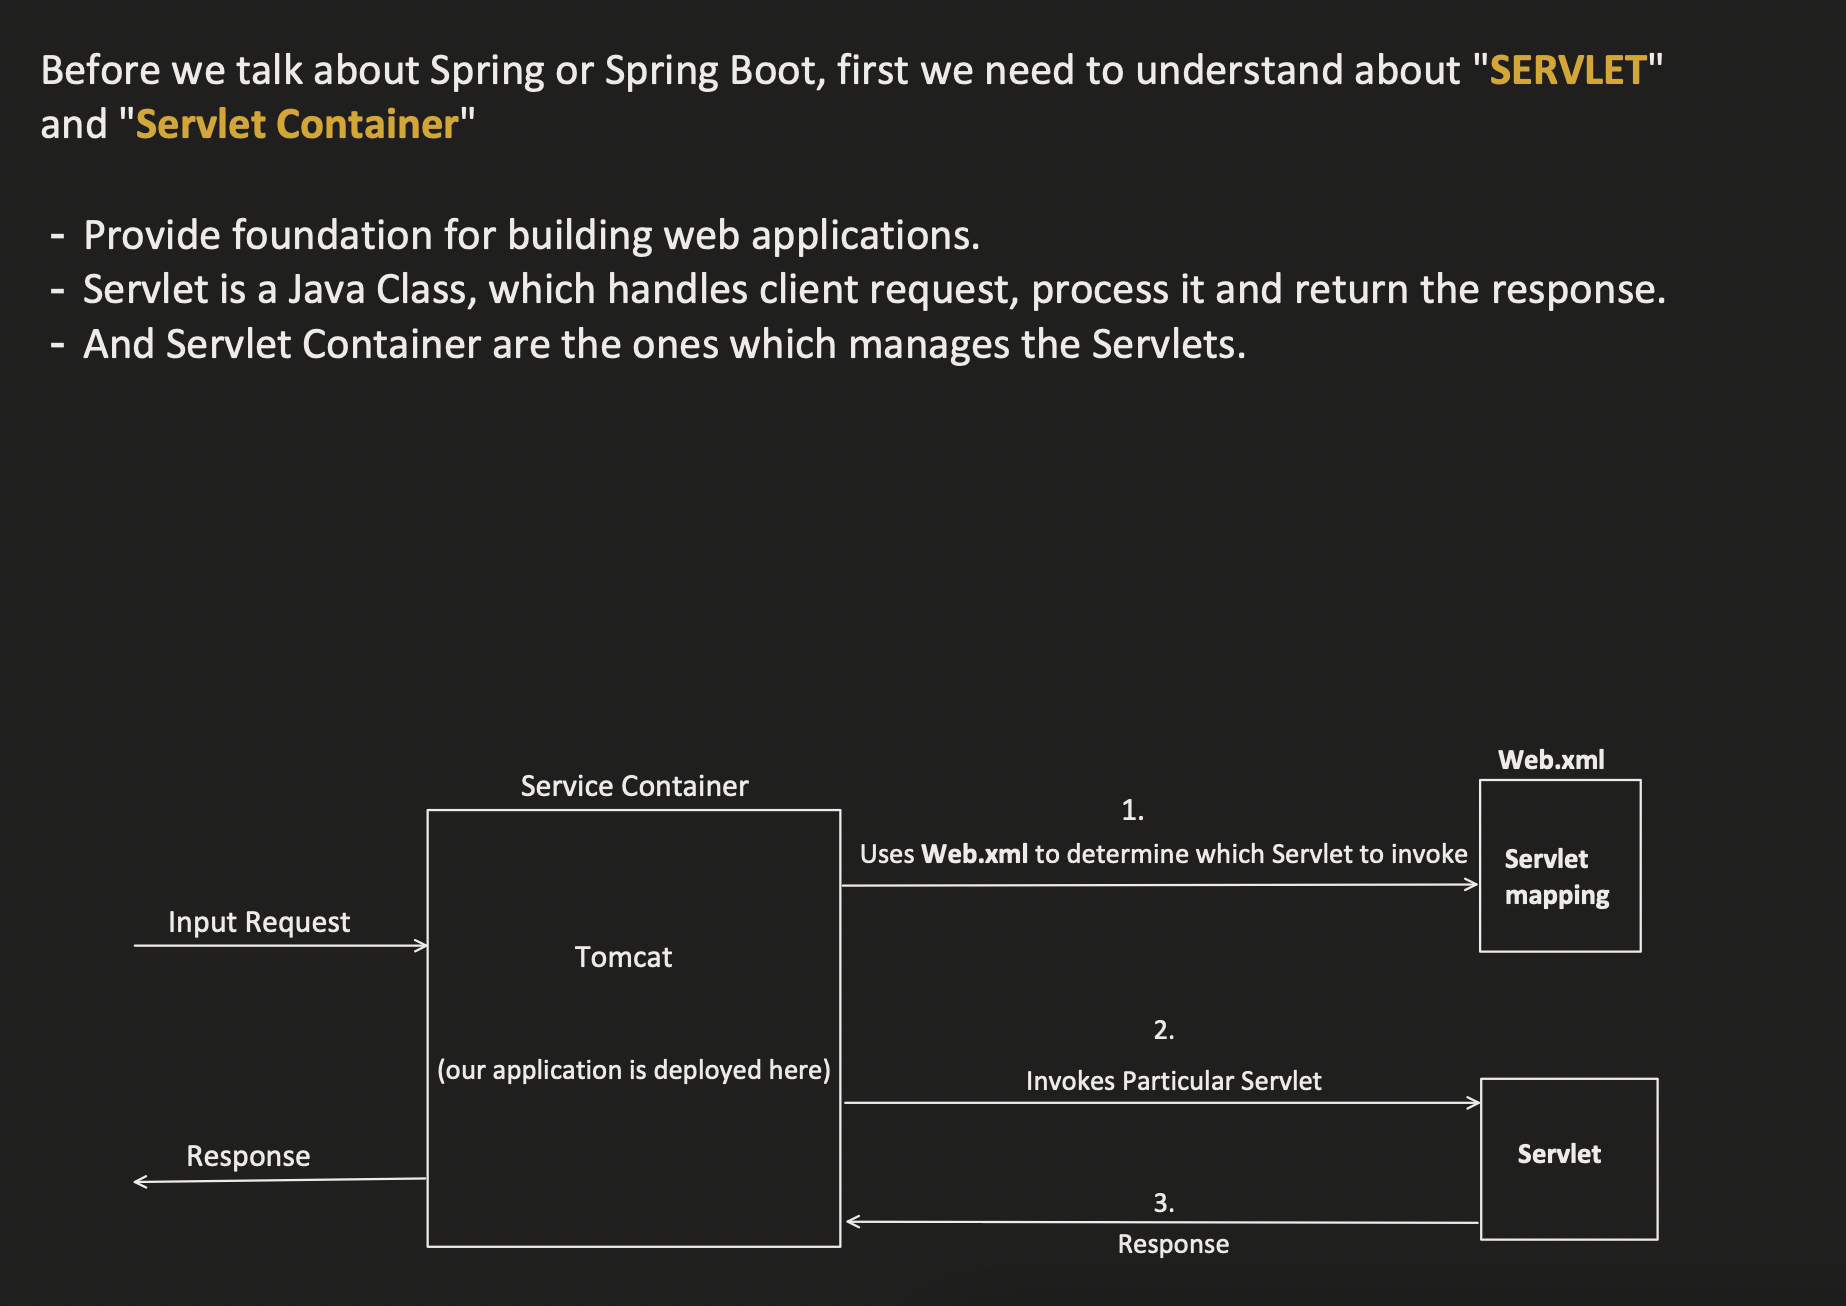 Before we talk about Spring or Spring Boot, first we need to understand about "SERVLET"
and "Servlet Container"
- Provide foundation for building web applications.
- Servlet is a Java Class, which handles client request, process it and return the response.
- And Servlet Container are the ones which manages the Servlets.
Web.xml
Service Container
1.
Uses Web.xml to determine which Servlet to invoke
Servlet
mapping
Input Request
Tomcat
2.
(our application is deployed here)
Invokes Particular Servlet
Servlet
Response
3.
Response